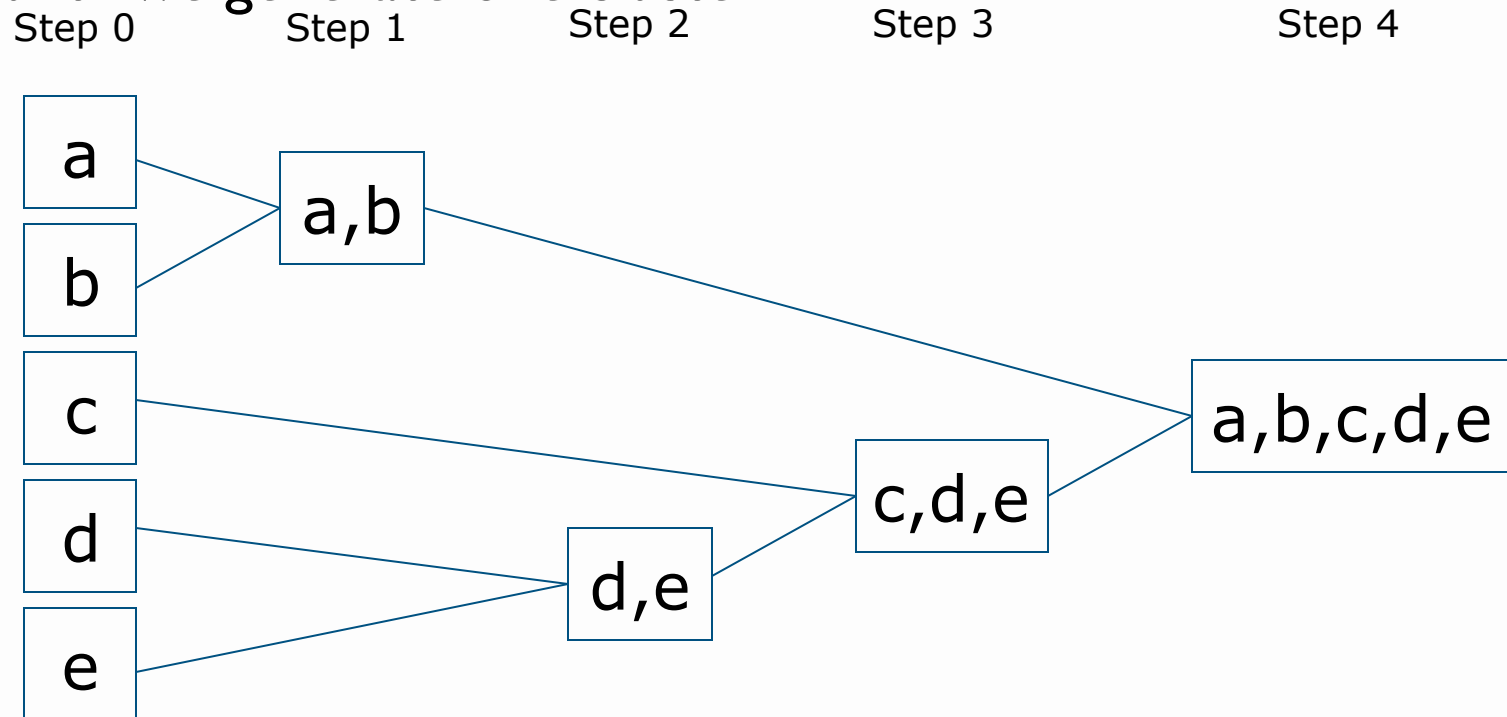 Step 0 Step 1 Step 2 Step 3 Step 4
a
a,b
b
c
a,b,c,d,e
c,d,e
d
d,e
e